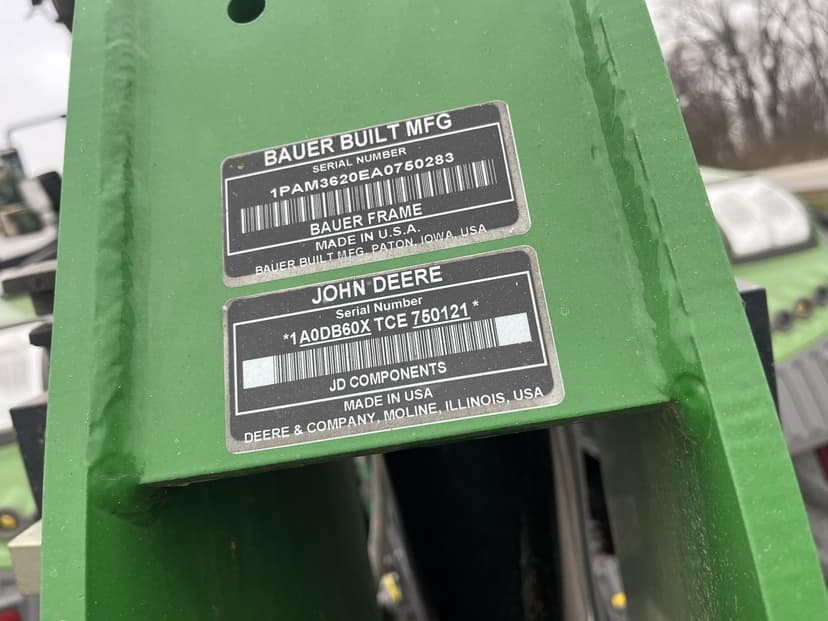 BAUER BUILT MFG
SERIAL NUMBER
1PAM3620EA0750283
BAUER FRAME
MADE IN U.S.A.
BAUER BUILT MFG, PATON, IOWA, USA
JOHN DEERE
Serial Number
*1A0DB60X TCE 750121*
JD COMPONENTS
MADE IN USA
DEERE & COMPANY, MOLINE, ILLINOIS, USA